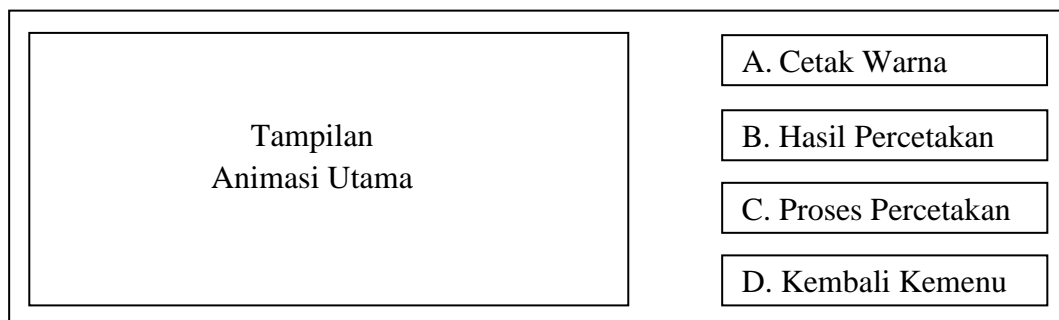 Tampilan
Animasi Utama
A. Cetak Warna
B. Hasil Percetakan
C. Proses Percetakan
D. Kembali Kemenu